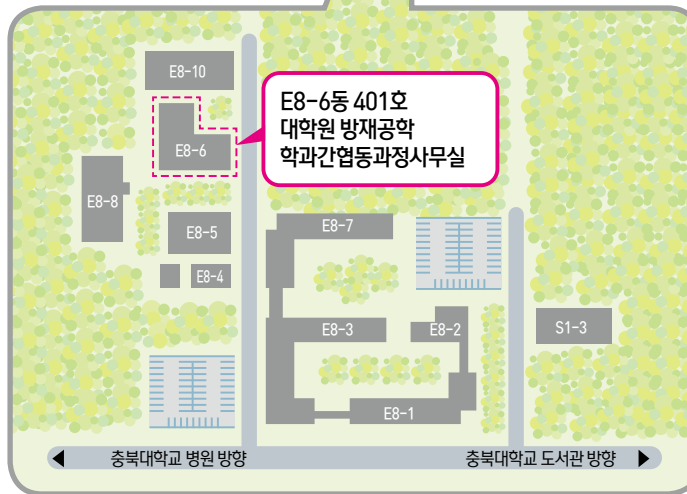 E8-10
E8-6동 401호
대학원 방재공학
학과간협동과정사무실
E8-6
E8-8
E8-5
E8-7
E8-4
E8-3
E8-2
S1-3
E8-1
충북대학교 병원 방향
충북대학교 도서관 방향